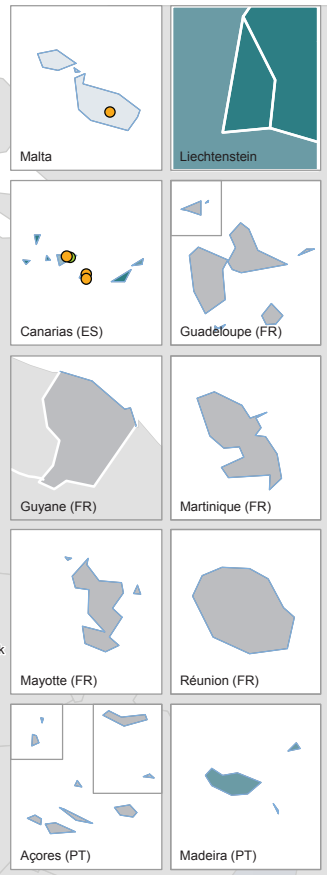 Malta
Liechtenstein
Canarias (ES)
Guadeloupe (FR)
Guyane (FR)
Martinique (FR)
k
Mayotte (FR)
Réunion (FR)
Açores (PT)
Madeira (PT)